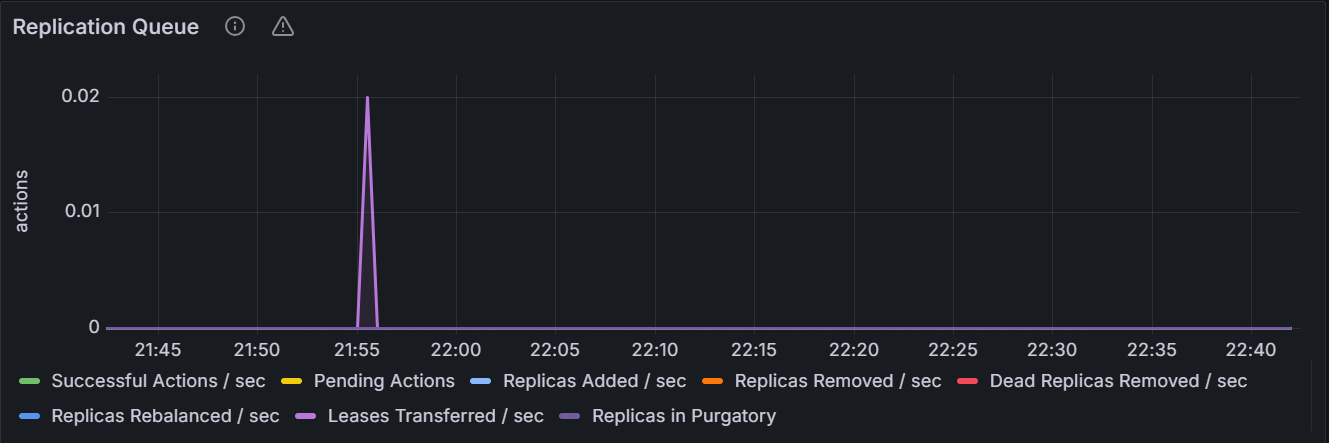 Replication Queue
0.02
0.01
0
actions
21:45 21:50 21:55 22:00 22:05 22:10 22:15 22:20 22:25 22:30 22:35 22:40
Successful Actions / sec Pending Actions Replicas Added / sec Replicas Removed / sec Dead Replicas Removed / sec
Replicas Rebalanced / sec Leases Transferred / sec Replicas in Purgatory